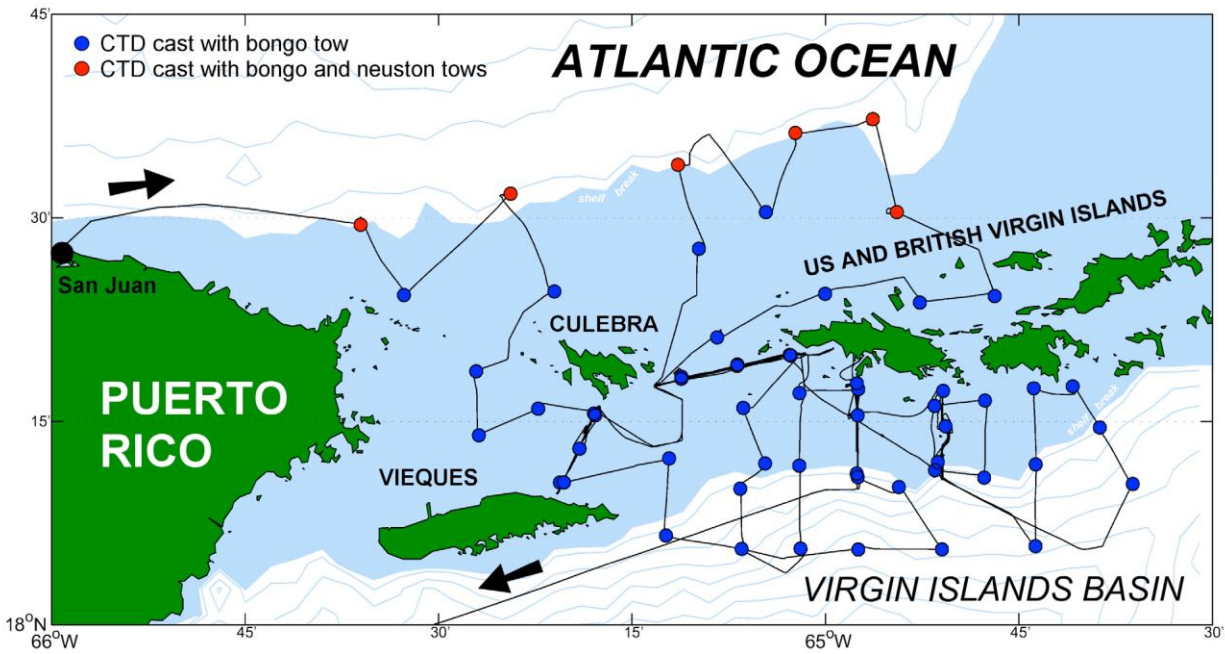 45'
CTD cast with bongo tow
CTD cast with bongo and neuston tows
ATLANTIC OCEAN
shelf break
30'
US AND BRITISH VIRGIN ISLANDS
San Juan
CULEBRA
PUERTO
RICO
15'
shelf break
VIEQUES
VIRGIN ISLANDS BASIN
18°N
66°W
45'
30'
15'
65°W
45'
30'